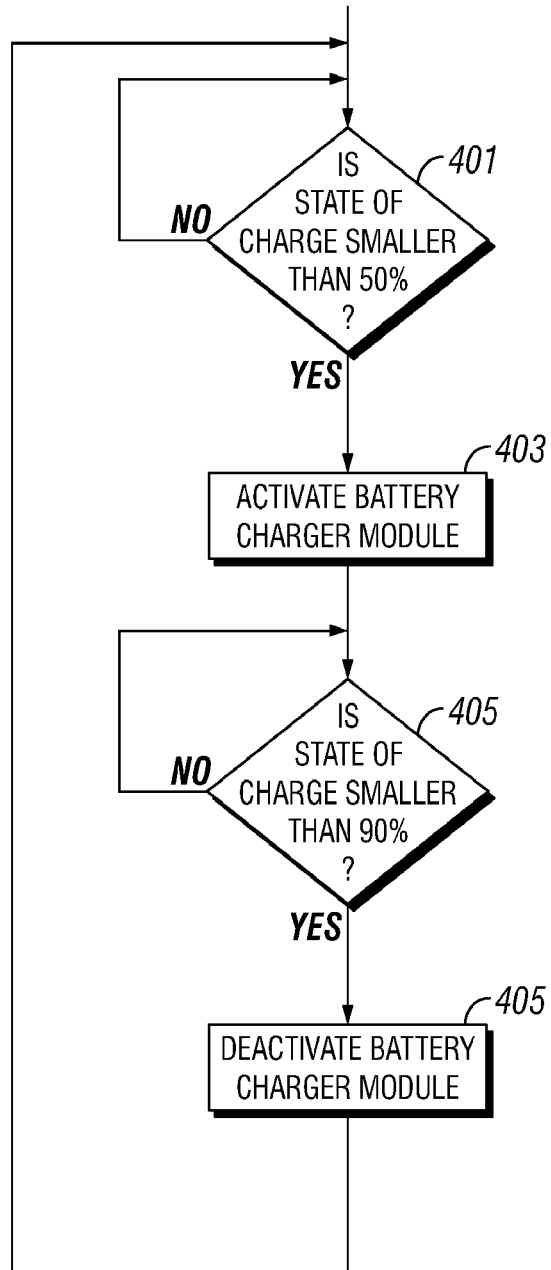 IS
STATE OF
CHARGE SMALLER
THAN 50%
?
401
NO
YES
403
ACTIVATE BATTERY
CHARGER MODULE
IS
STATE OF
CHARGE SMALLER
THAN 90%
?
405
NO
YES
405
DEACTIVATE BATTERY
CHARGER MODULE